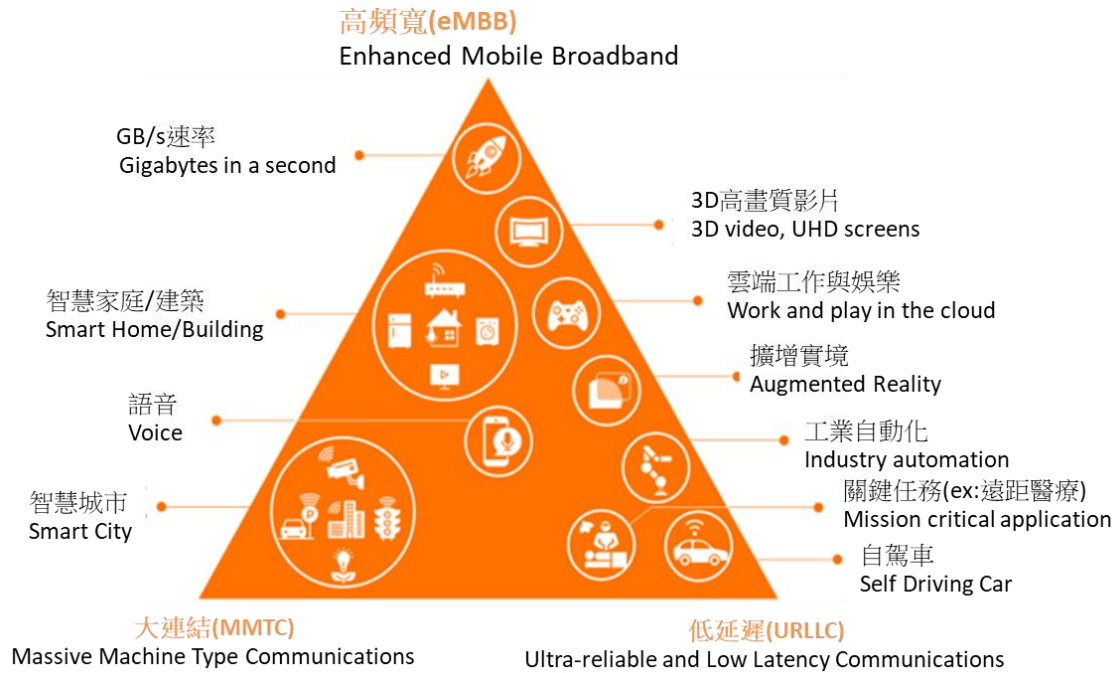 高頻寬(eMBB)
Enhanced Mobile Broadband
GB/s速率
Gigabytes in a second
3D高畫質影片
3D video, UHD screens
雲端工作與娛樂
Work and play in the cloud
智慧家庭/建築
Smart Home/Building
擴增實境
Augmented Reality
語音
Voice
工業自動化
Industry automation
智慧城市
Smart City
關鍵任務(ex:遠距醫療)
Mission critical application
自駕車
Self Driving Car
大連結(MMTC)
Massive Machine Type Communications
低延遲(URLLC)
Ultra-reliable and Low Latency Communications